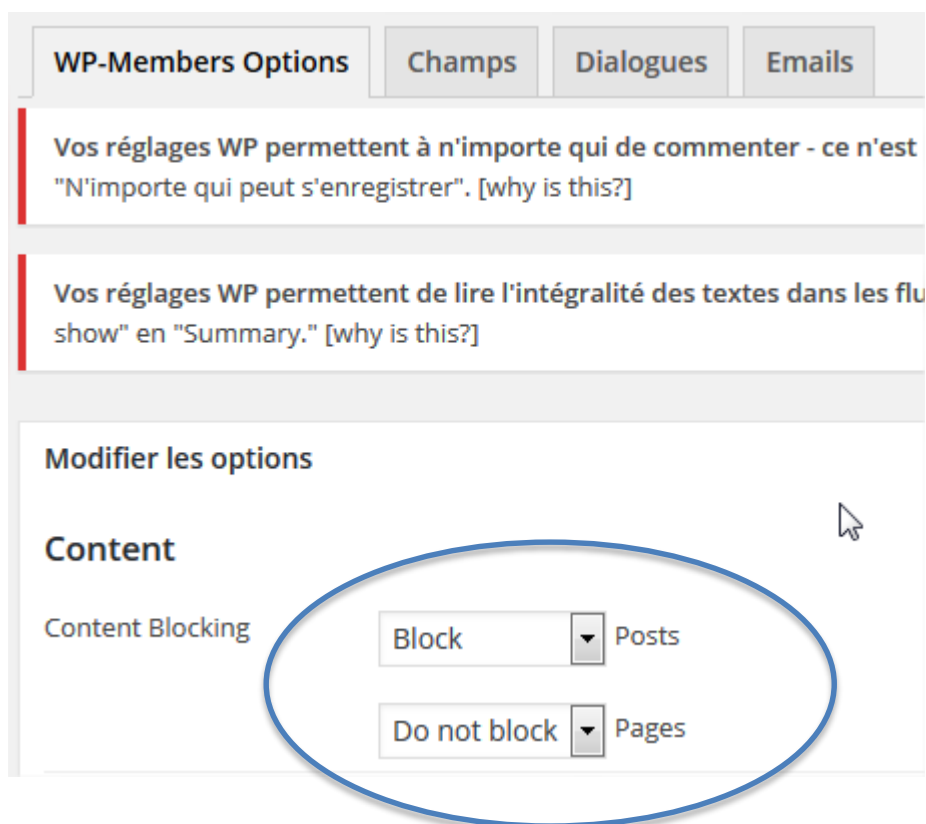 WP-Members Options Champs Dialogues Emails
Vos réglages WP permettent à n'importe qui de commenter - ce n'est
"N'importe qui peut s'enregistrer". [why is this?]
Vos réglages WP permettent de lire l'intégralité des textes dans les flu
show" en "Summary." [why is this?]
Modifier les options
Content
Content Blocking Block Posts
Do not block Pages